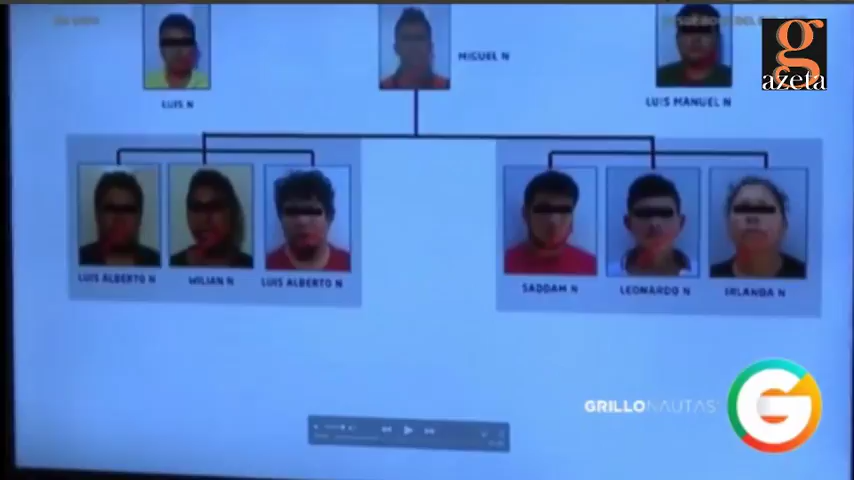 g
azeta
MIGUEL N
LUIS N
LUIS MANUEL N
LUIS ALBERTO N
WILIAN N
LUIS ALBERTO N
SADDAM N
LEONARDO N
IRLANDA N
GRILLONAUTAS
G